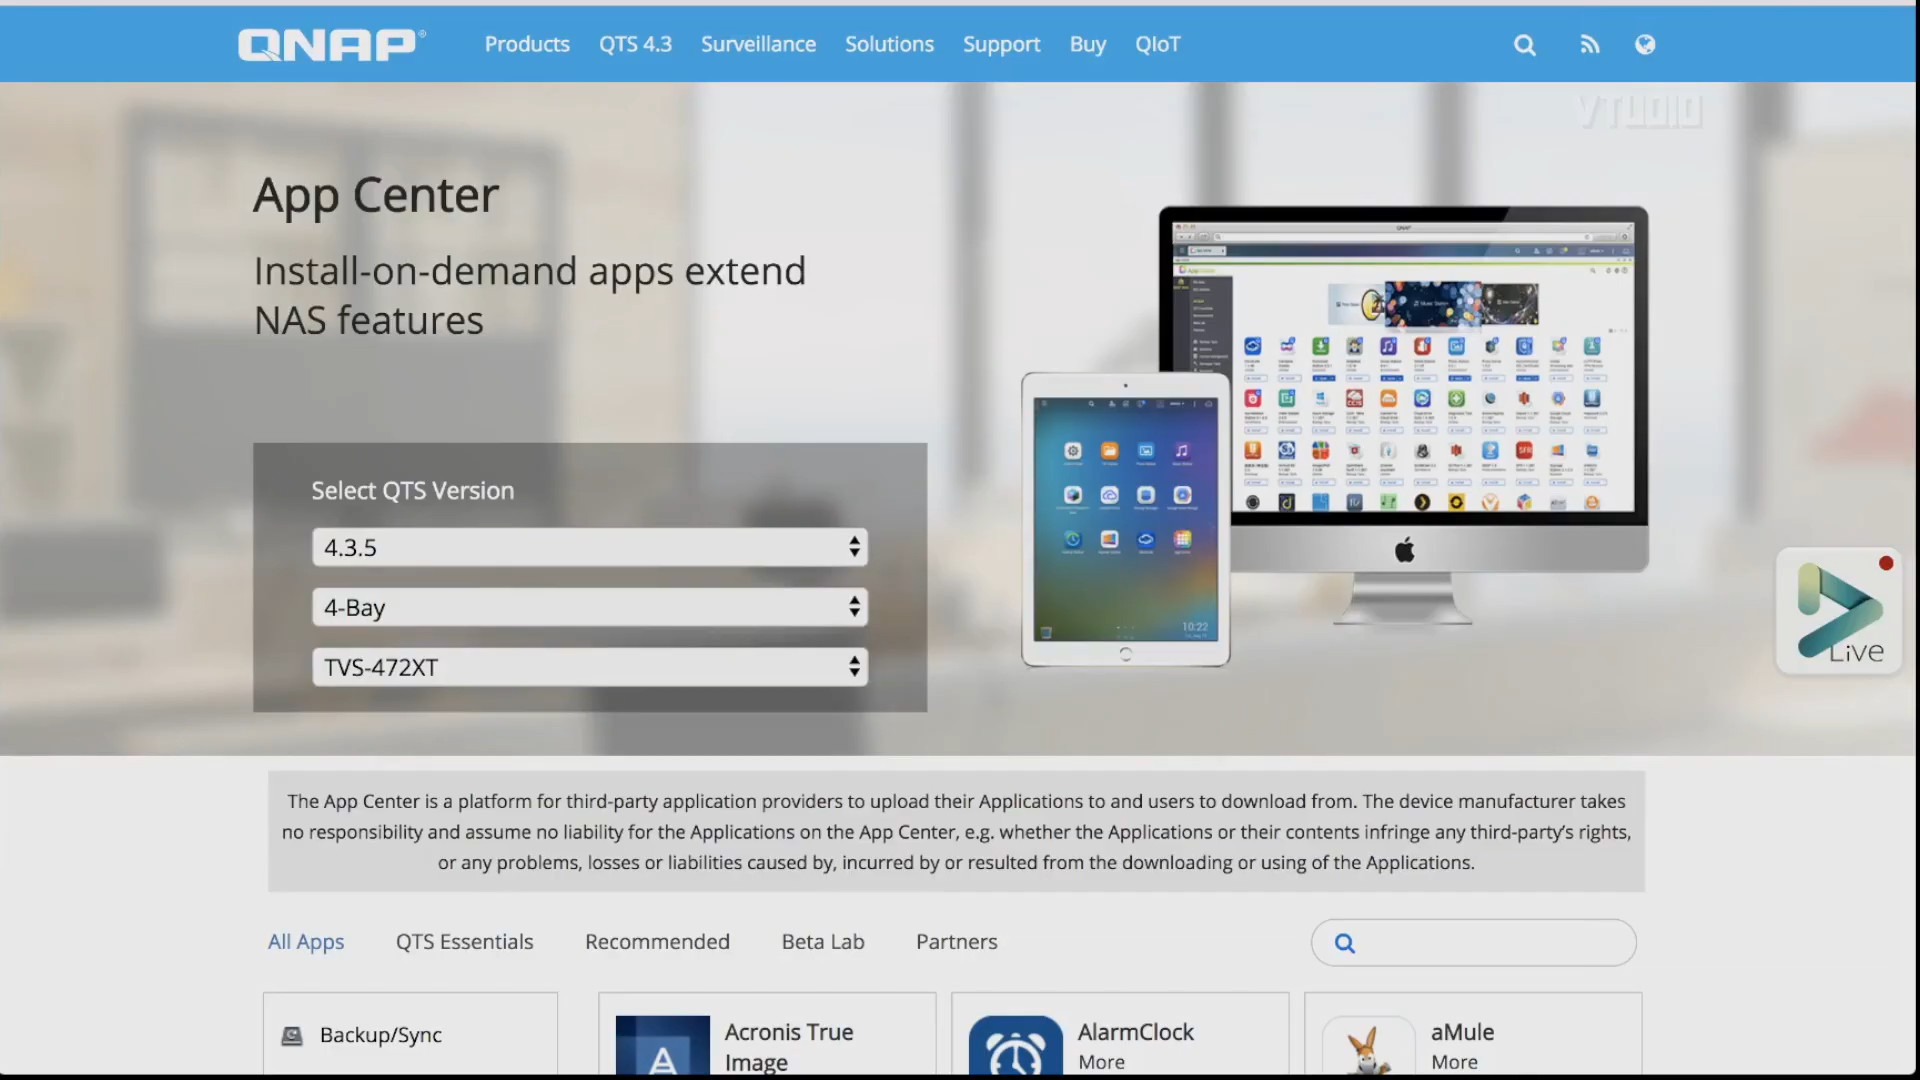 QNAP®
Products QTS 4.3 Surveillance Solutions Support Buy QIoT
VTUDIO
App Center
Install-on-demand apps extend
NAS features
Select QTS Version
4.3.5
4-Bay
TVS-472XT
10:22
Live
The App Center is a platform for third-party application providers to upload their Applications to and users to download from. The device manufacturer takes
no responsibility and assume no liability for the Applications on the App Center, e.g. whether the Applications or their contents infringe any third-party’s rights,
or any problems, losses or liabilities caused by, incurred by or resulted from the downloading or using of the Applications.
All Apps QTS Essentials Recommended Beta Lab Partners
Backup/Sync
Acronis True
Image
AlarmClock
More
aMule
More